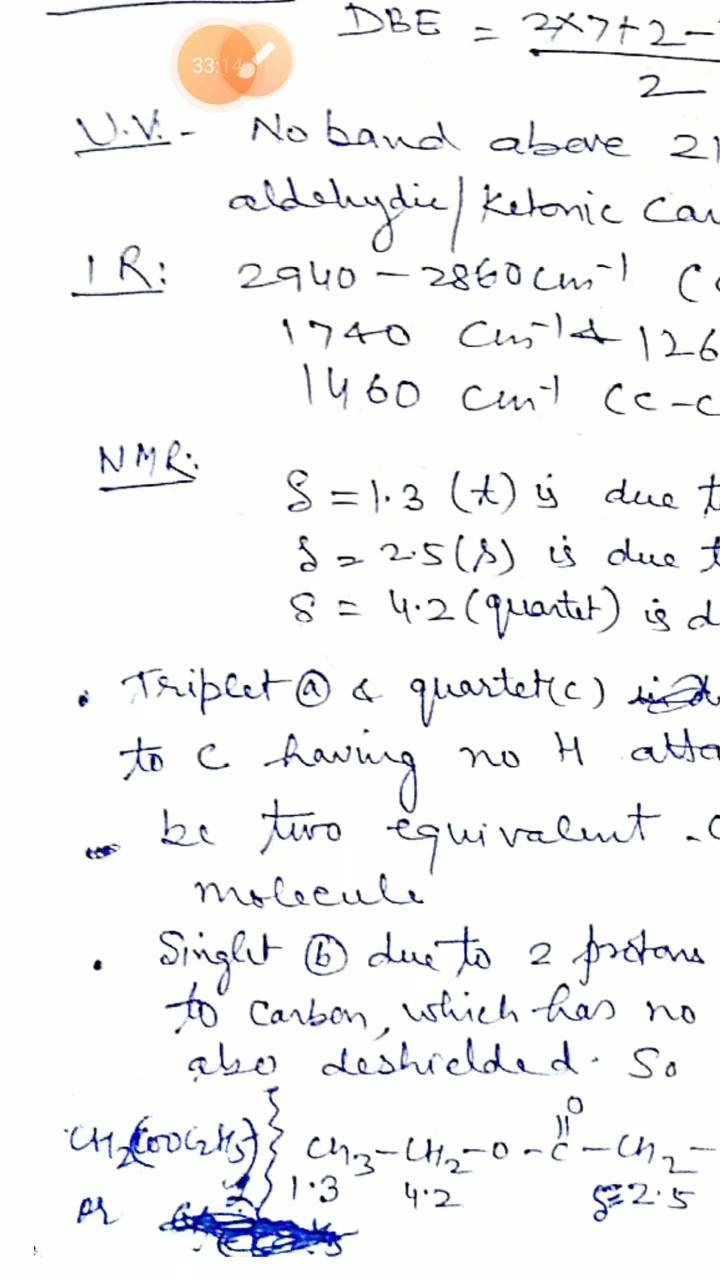 DBE = 2×7+2-
2
33:14
U.V.- No band above 21
aldehydic/Ketonic Car
IR: 2940-2860 cm⁻¹ (C
1740 cm⁻¹ & 126
1460 cm⁻¹ (C-C
NMR:
δ = 1.3 (t) is due t
δ = 2.5 (s) is due t
δ = 4.2 (quartet) is d
• Triplet ⓐ & quartet(c)
to C having no H atta
be two equivalent -C
molecule
• Singlet ⓑ due to 2 protons
to carbon, which has no
also deshielded. So
O
CH₂(COOC₂H₅)₂ CH₃-CH₂-O-C-CH₂-
1.3 4.2 δ=2.5
or